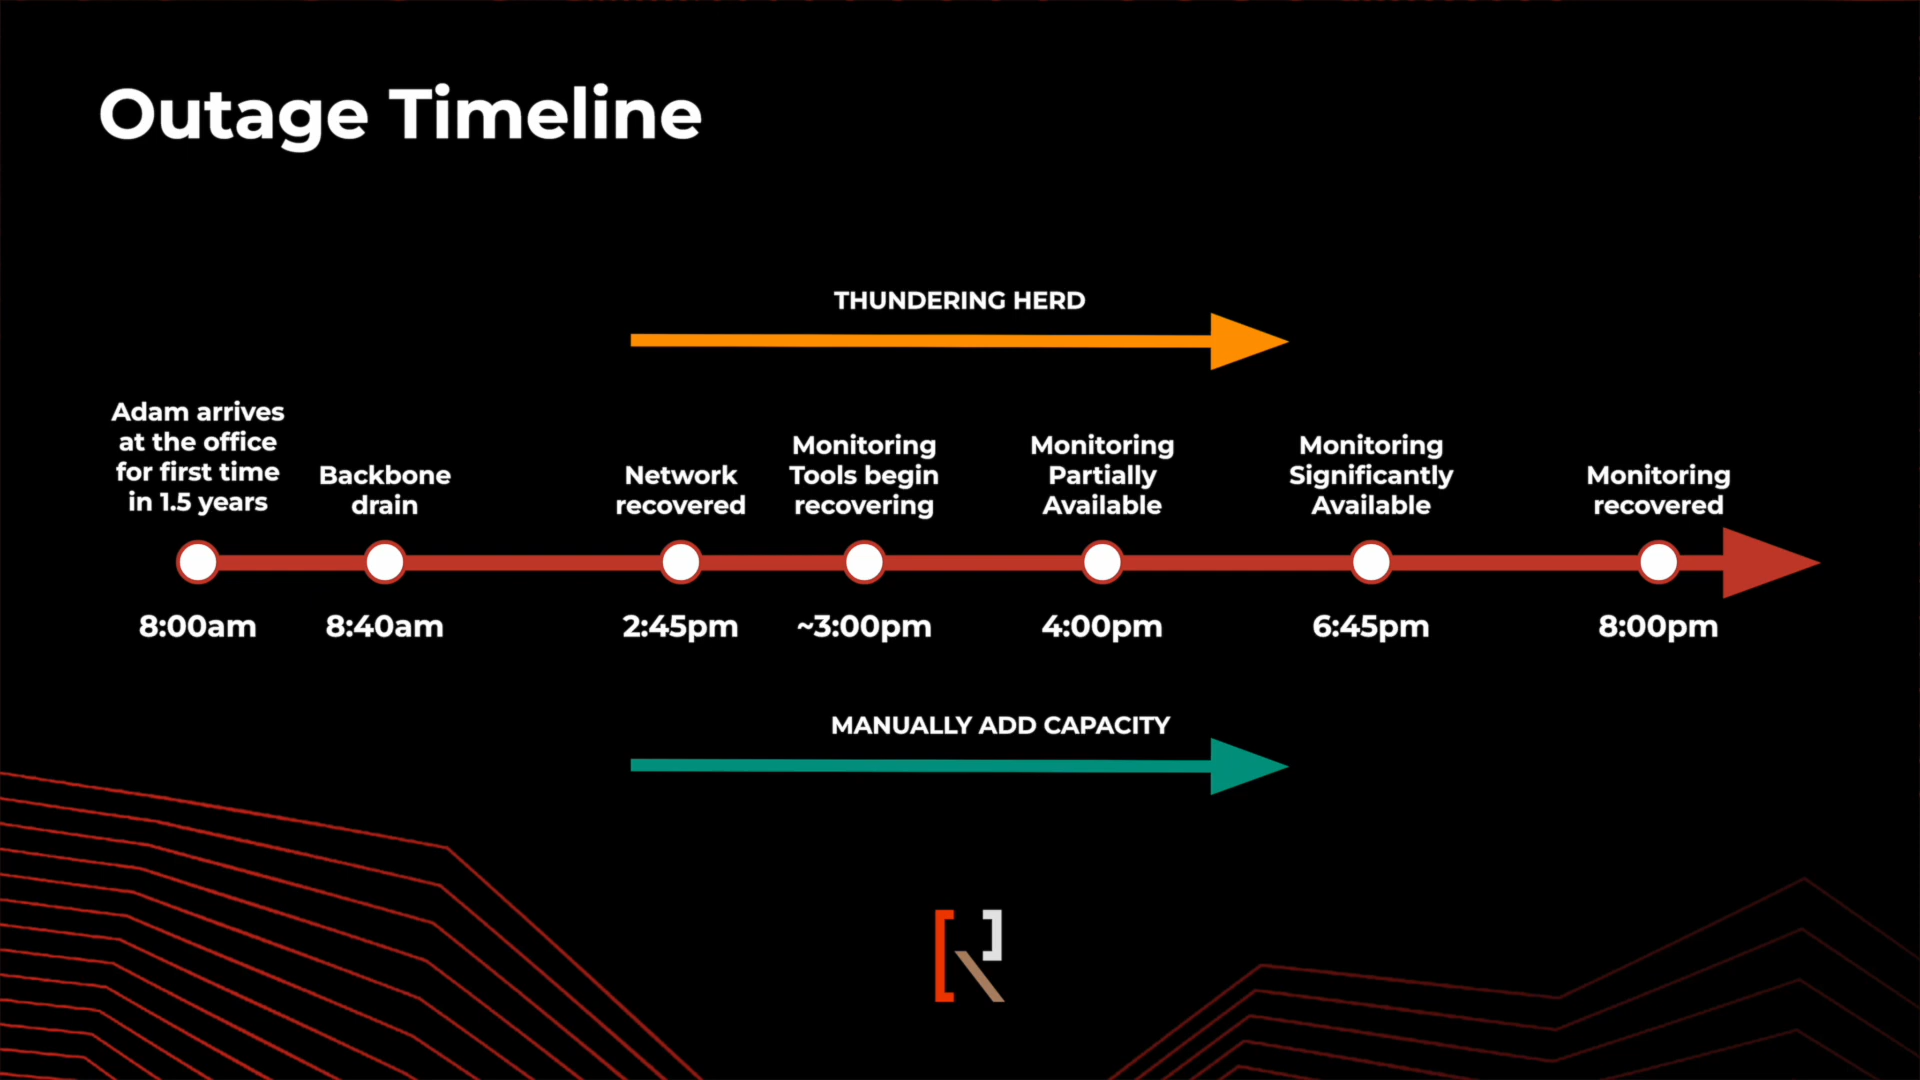 Outage Timeline
THUNDERING HERD
Adam arrives
at the office
for first time
in 1.5 years
Backbone
drain
Network
recovered
Monitoring
Tools begin
recovering
Monitoring
Partially
Available
Monitoring
Significantly
Available
Monitoring
recovered
8:00am
8:40am
2:45pm
~3:00pm
4:00pm
6:45pm
8:00pm
MANUALLY ADD CAPACITY